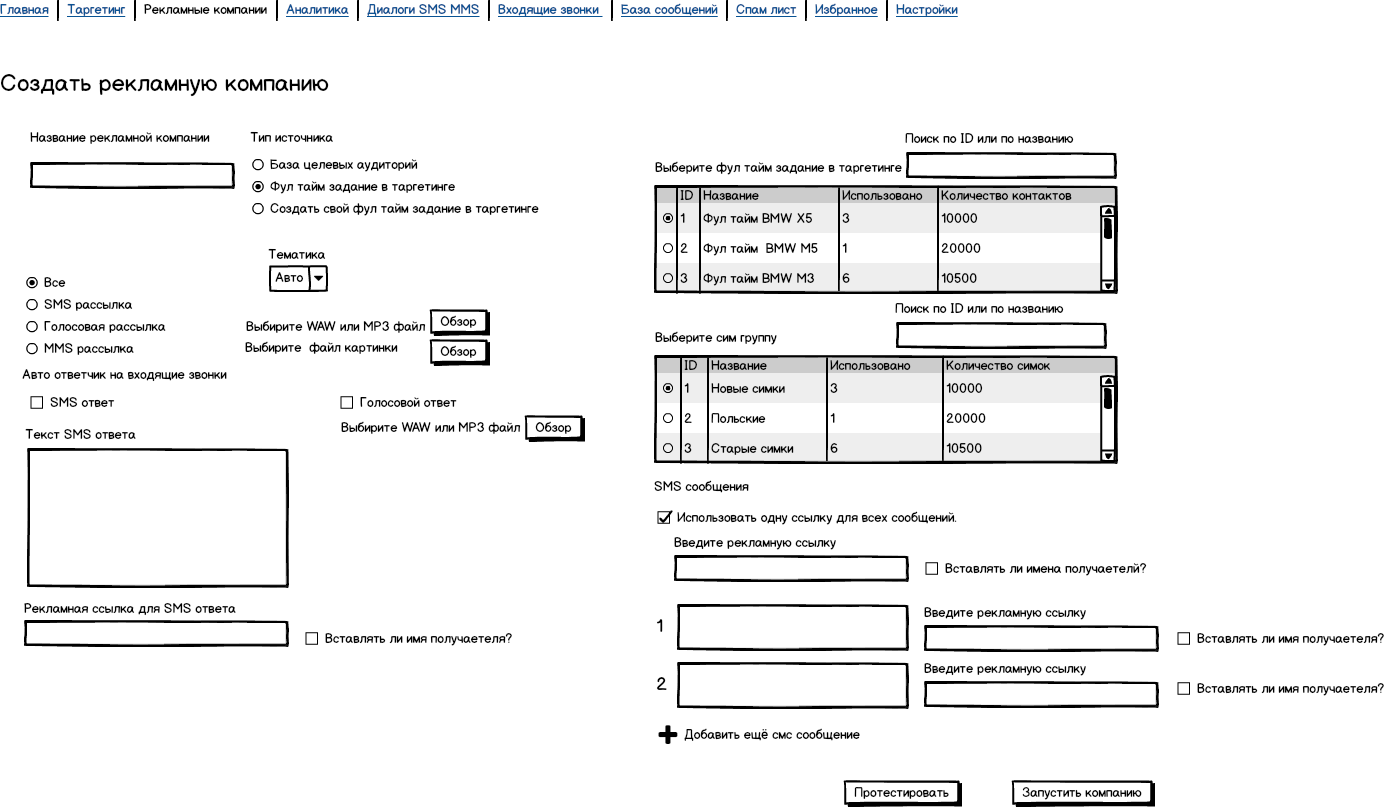 Главная Таргетинг Рекламные компании Аналитика Диалоги SMS MMS Входящие звонки База сообщений Спам лист Избранное Настройки
Создать рекламную компанию
Название рекламной компании
Тип источника
База целевых аудиторий
Фул тайм задание в таргетинге
Создать свой фул тайм задание в таргетинге
Тематика
Авто
Все
SMS рассылка
Голосовая рассылка
MMS рассылка
Выбирите WAW или MP3 файл Обзор
Выбирите файл картинки Обзор
Авто ответчик на входящие звонки
SMS ответ
Голосовой ответ
Выбирите WAW или MP3 файл Обзор
Текст SMS ответа
Рекламная ссылка для SMS ответа
Вставлять ли имя получаетеля?
Поиск по ID или по названию
Выберите фул тайм задание в таргетинге
ID Название Использовано Количество контактов
1 Фул тайм BMW X5 3 10000
2 Фул тайм BMW M5 1 20000
3 Фул тайм BMW M3 6 10500
Поиск по ID или по названию
Выберите сим группу
ID Название Использовано Количество симок
1 Новые симки 3 10000
2 Польские 1 20000
3 Старые симки 6 10500
SMS сообщения
Использовать одну ссылку для всех сообщений.
Введите рекламную ссылку
Вставлять ли имена получаетелй?
1
Введите рекламную ссылку
Вставлять ли имя получаетеля?
2
Введите рекламную ссылку
Вставлять ли имя получаетеля?
Добавить ещё смс сообщение
Протестировать Запустить компанию